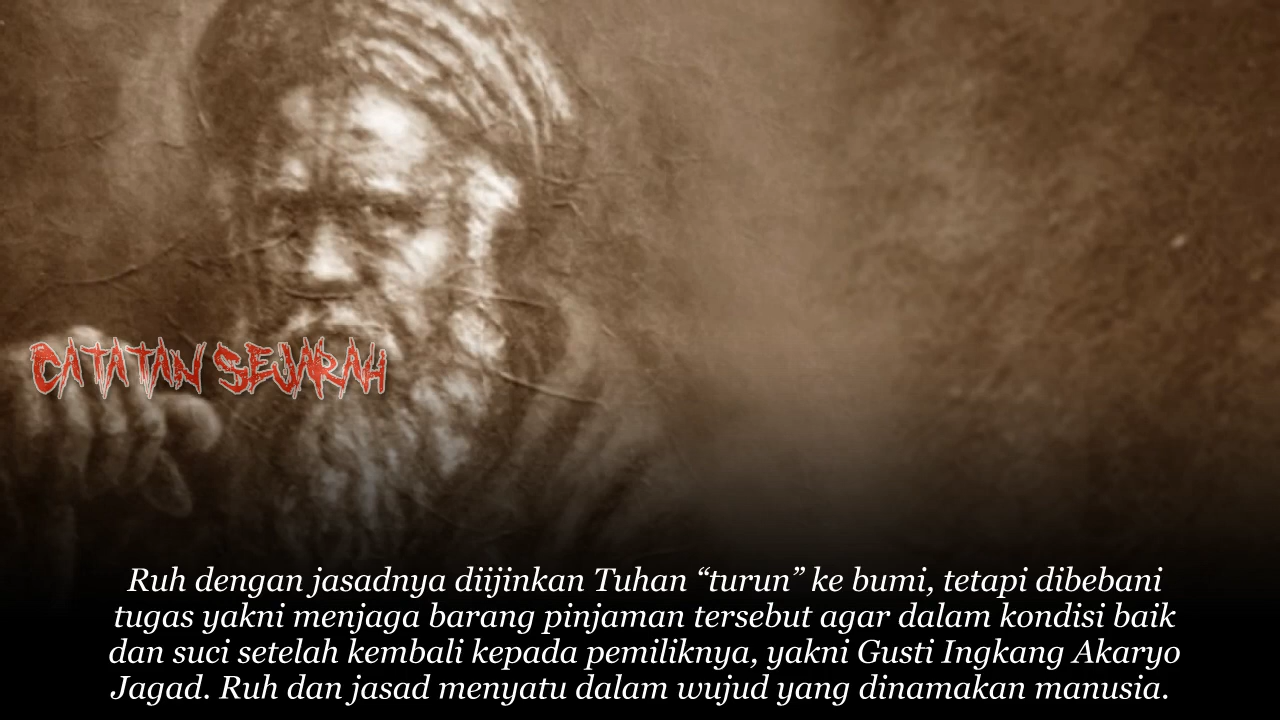 CATATAN SEJARAH
Ruh dengan jasadnya diijinkan Tuhan “turun” ke bumi, tetapi dibebani
tugas yakni menjaga barang pinjaman tersebut agar dalam kondisi baik
dan suci setelah kembali kepada pemiliknya, yakni Gusti Ingkang Akaryo
Jagad. Ruh dan jasad menyatu dalam wujud yang dinamakan manusia.